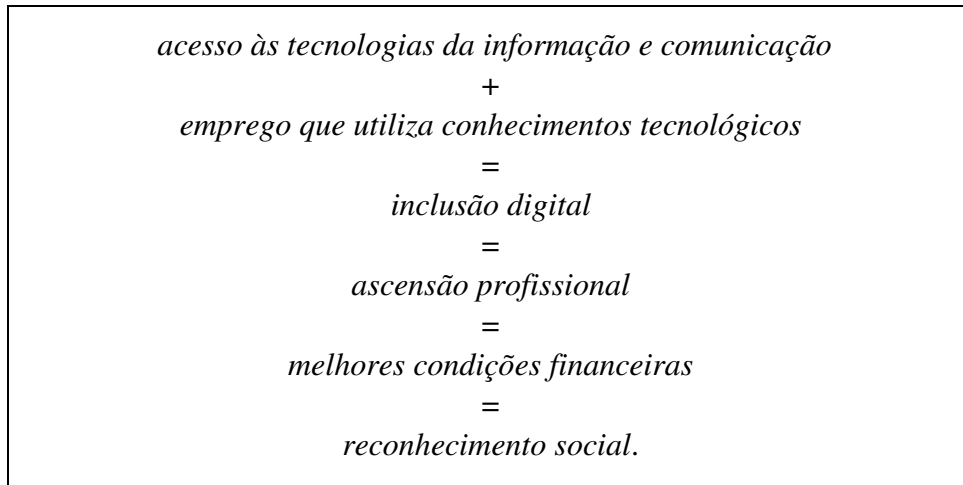 acesso às tecnologias da informação e comunicação
+
emprego que utiliza conhecimentos tecnológicos
=
inclusão digital
=
ascensão profissional
=
melhores condições financeiras
=
reconhecimento social.